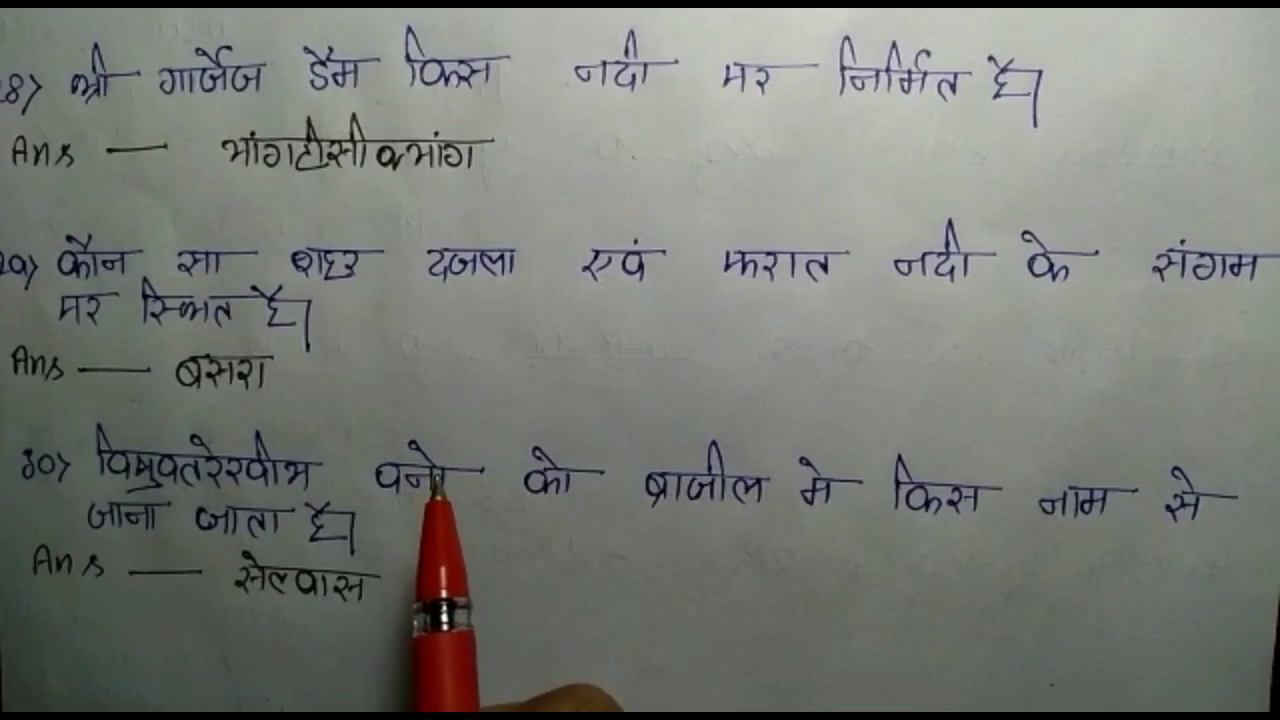 28) थ्री गार्जेज डैम किस नदी पर निर्मित है।
Ans — यांगटीसीक्यांग
29) कौन सा शहर दजला एवं फरात नदी के संगम
पर स्थित है।
Ans — बसरा
30) विषुवतरेखीय वनो को ब्राजील मे किस नाम से
जाना जाता है।
Ans — सेल्वास